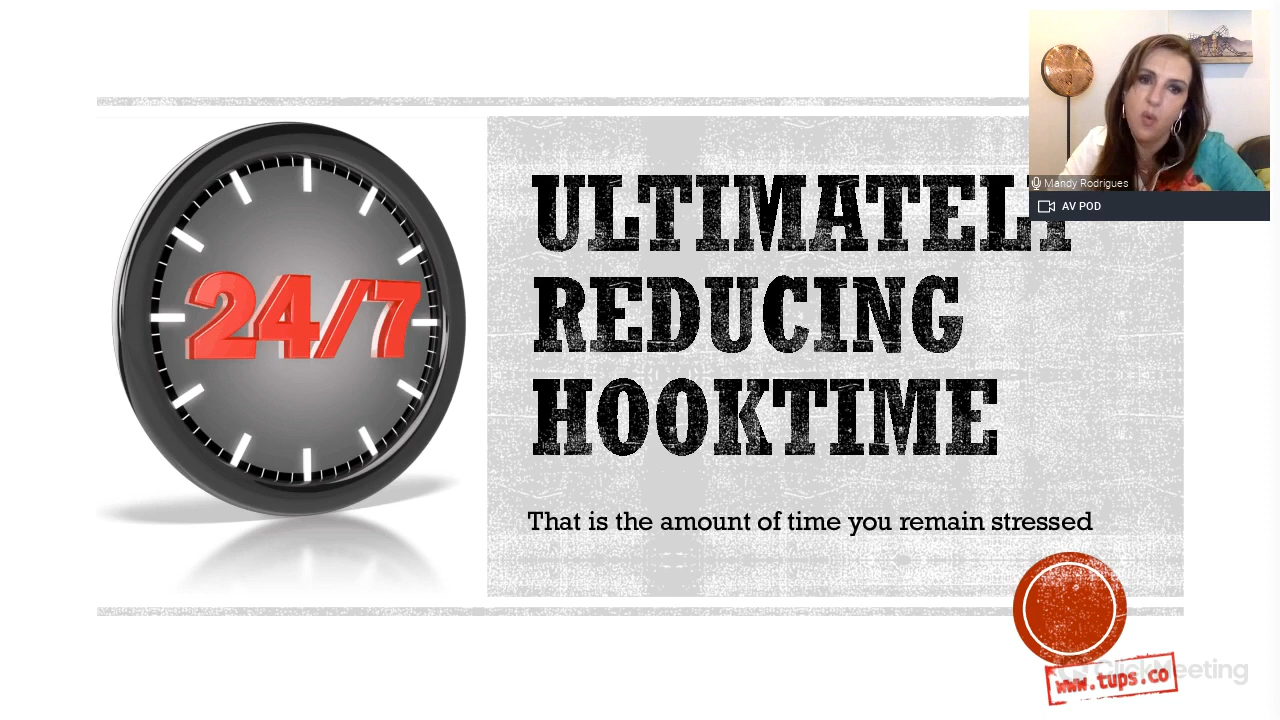 24/7
ULTIMATELY
REDUCING
HOOKTIME
That is the amount of time you remain stressed
Mandy Rodrigues
AV POD
ClickMeeting
www.tups.co